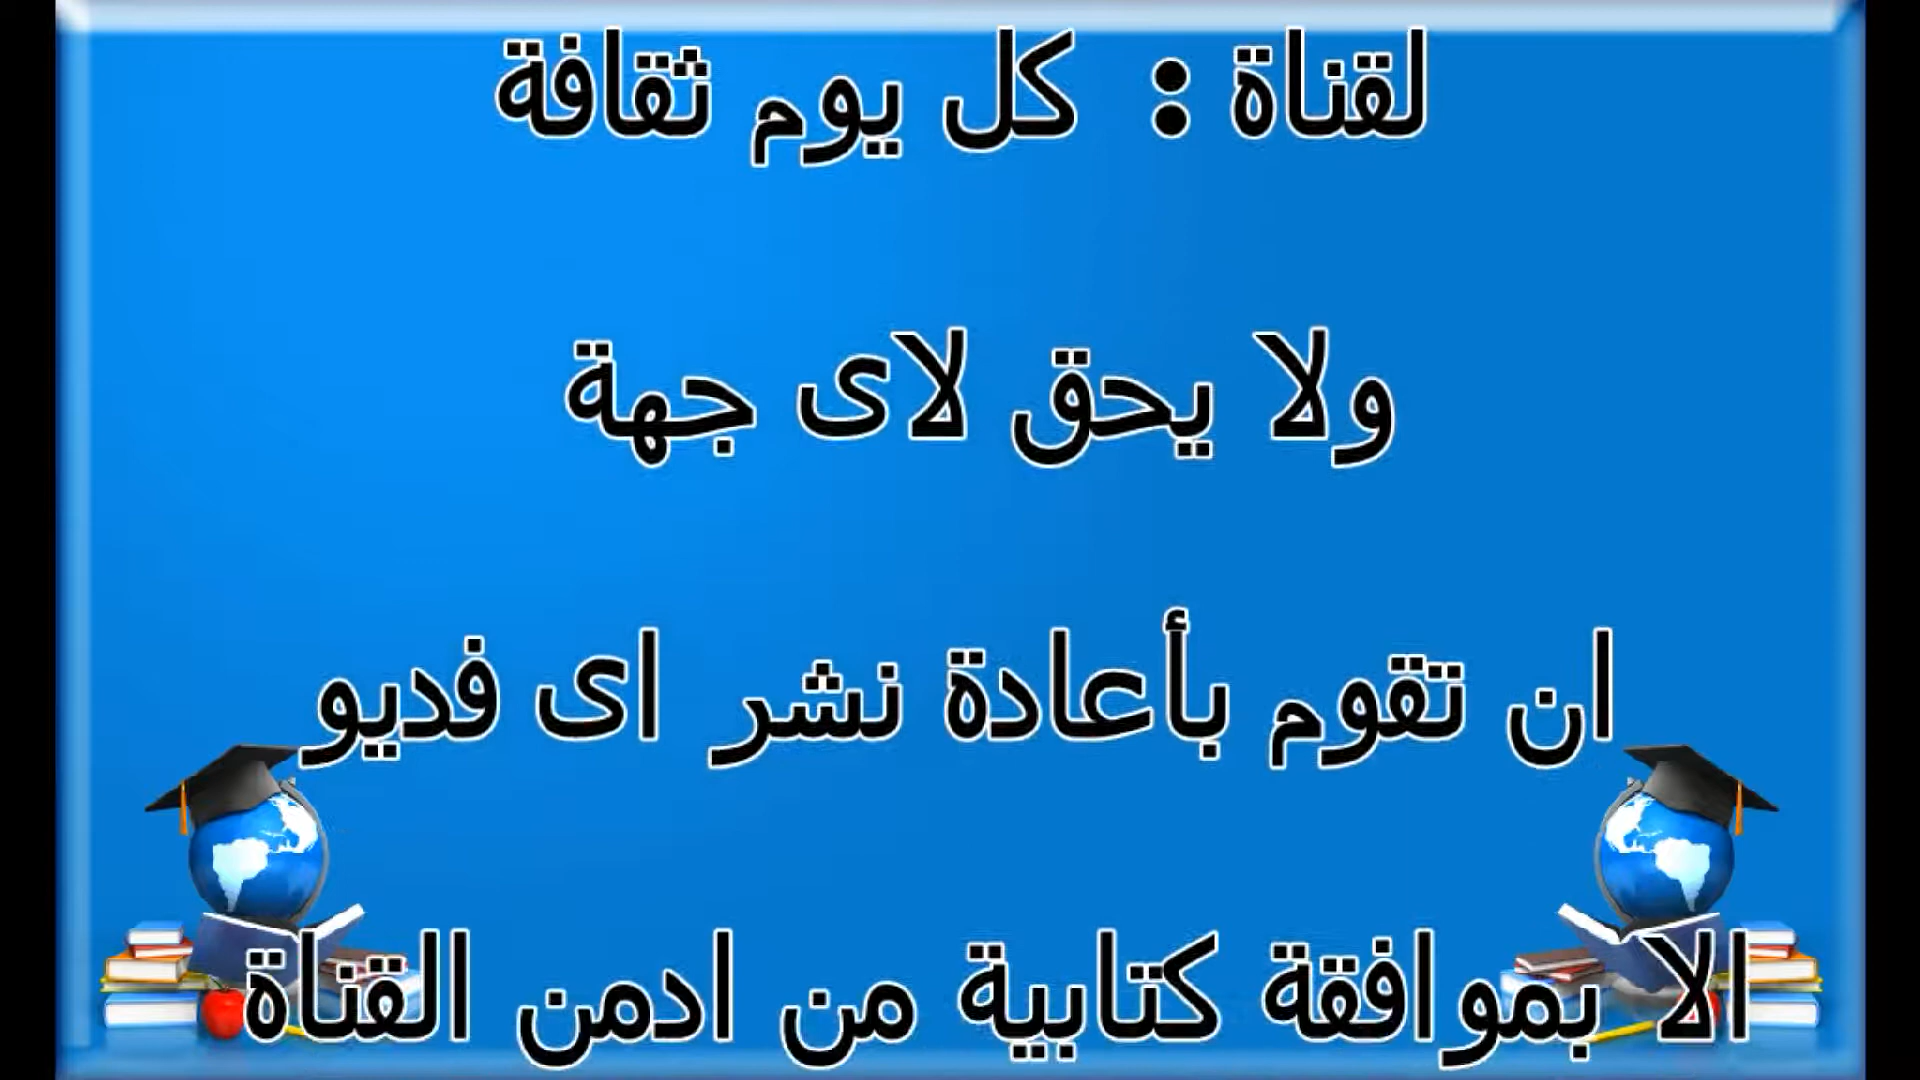 لقناة : كل يوم ثقافة
ولا يحق لاى جهة
ان تقوم بأعادة نشر اى فديو
الا بموافقة كتابية من ادمن القناة